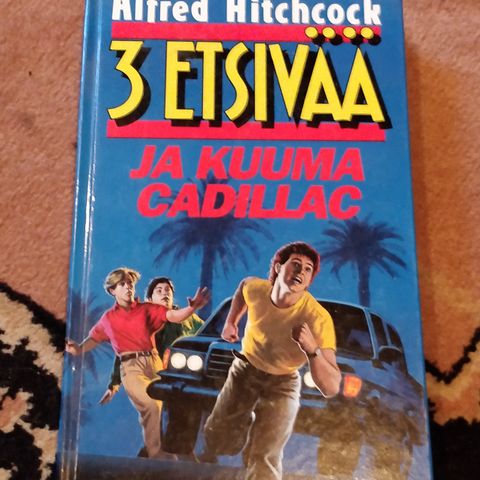 Alfred Hitchcock
3 ETSIVÄÄ
JA KUUMA
CADILLAC